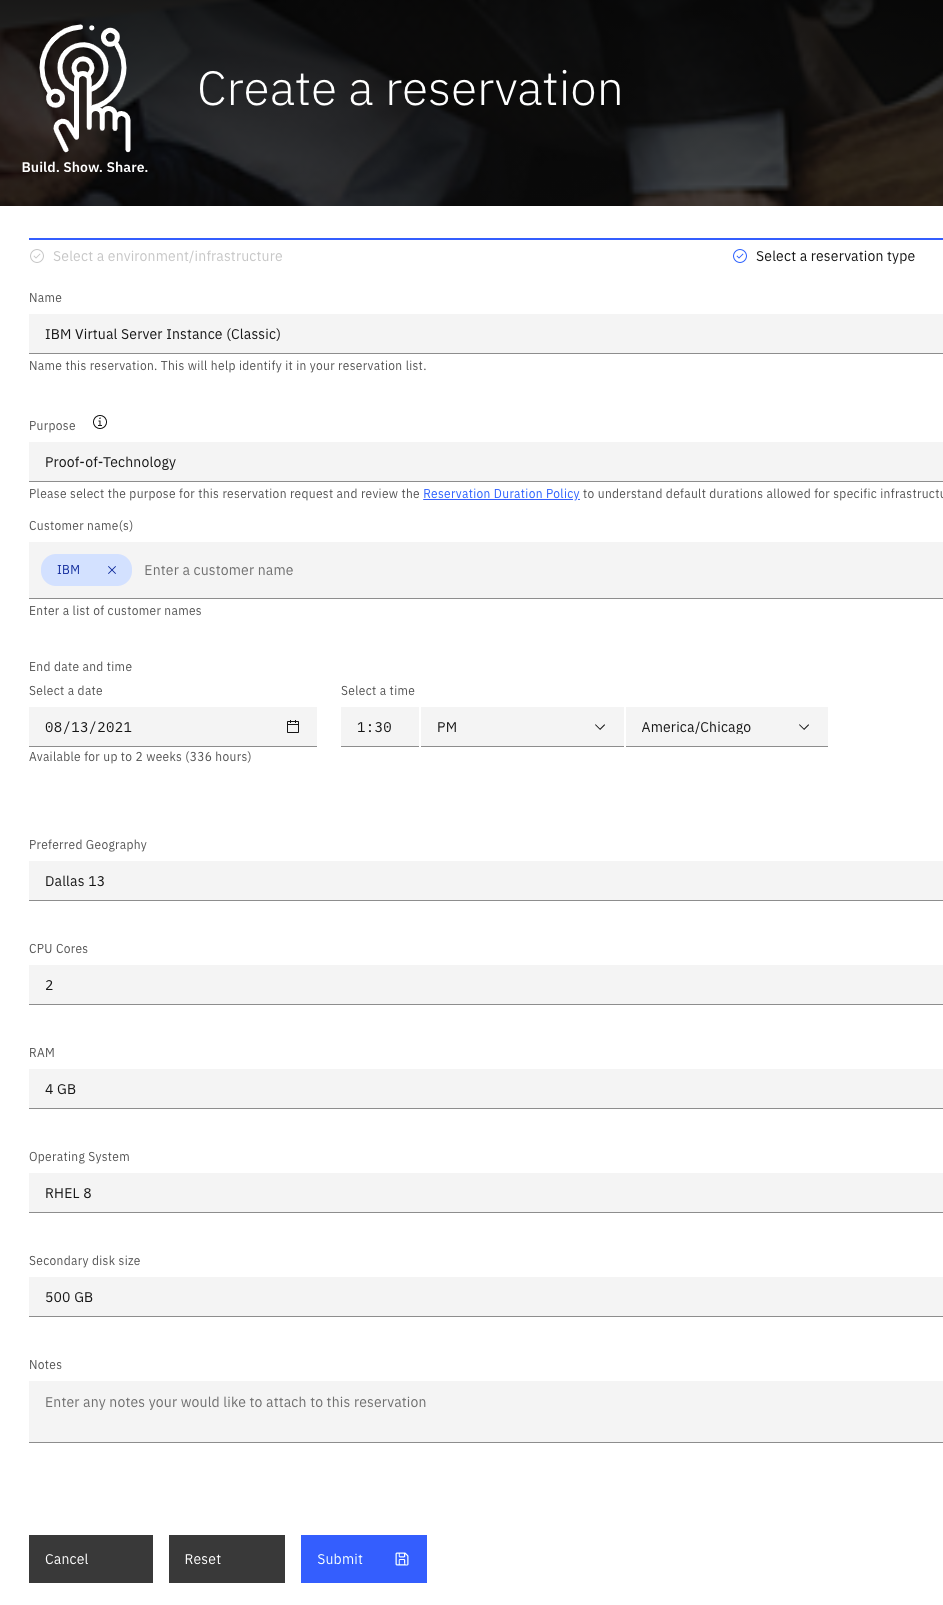 Create a reservation
Build. Show. Share.
Select a environment/infrastructure
Select a reservation type
Name
IBM Virtual Server Instance (Classic)
Name this reservation. This will help identify it in your reservation list.
Purpose
Proof-of-Technology
Please select the purpose for this reservation request and review the Reservation Duration Policy to understand default durations allowed for specific
Customer name(s)
IBM Enter a customer name
Enter a list of customer names
End date and time
Select a date Select a time
08/13/2021 1:30 PM America/Chicago
Available for up to 2 weeks (336 hours)
Preferred Geography
Dallas 13
CPU Cores
2
RAM
4 GB
Operating System
RHEL 8
Secondary disk size
500 GB
Notes
Enter any notes your would like to attach to this reservation
Cancel Reset Submit